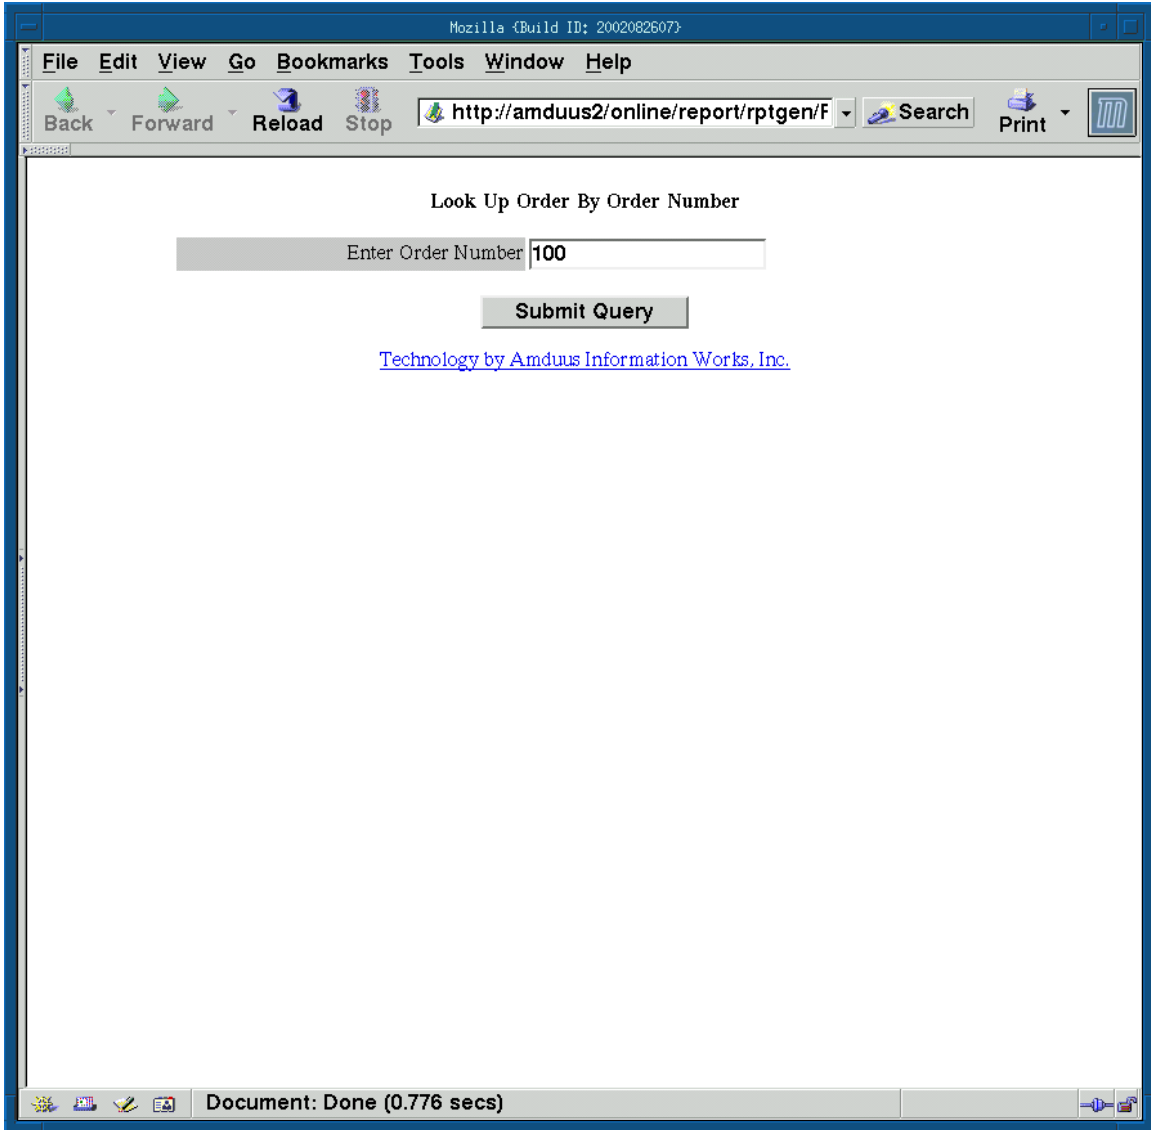 Mozilla {Build ID: 2002082607}
File Edit View Go Bookmarks Tools Window Help
Back Forward Reload Stop http://amduus2/online/report/rptgen/F Search Print
Look Up Order By Order Number
Enter Order Number 100
Submit Query
Technology by Amduus Information Works, Inc.
Document: Done (0.776 secs)